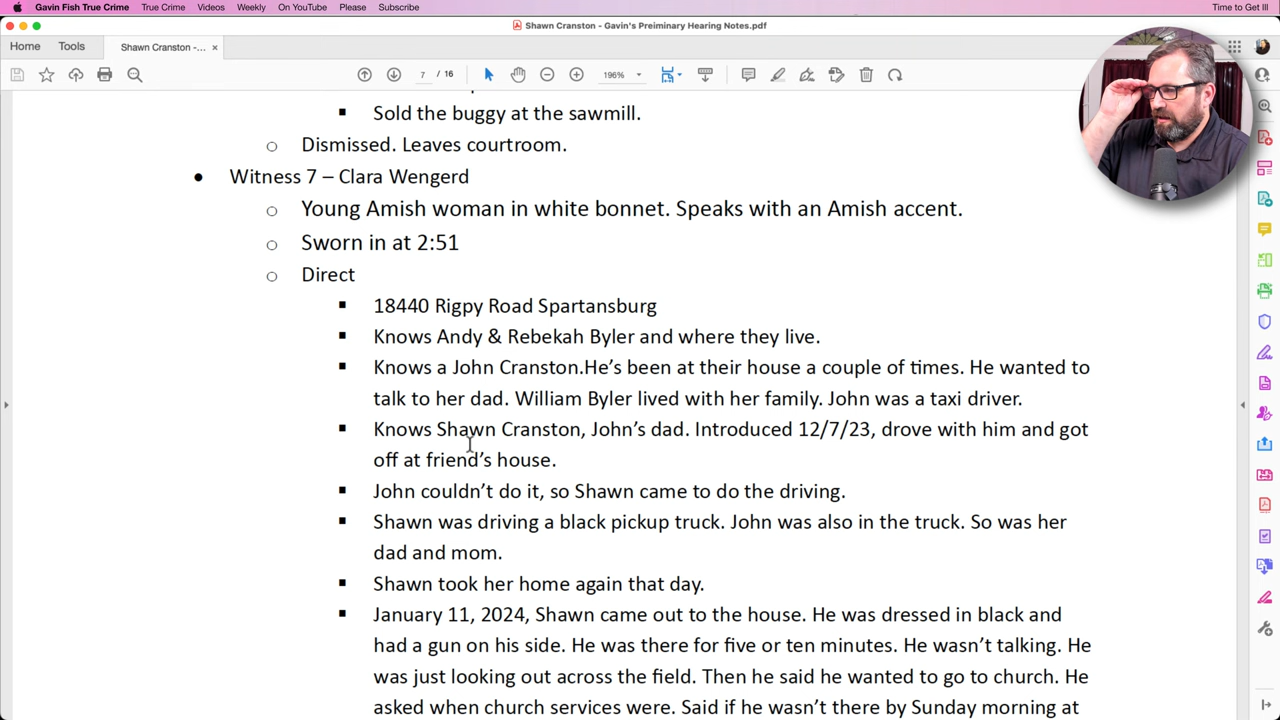 Gavin Fish True Crime True Crime Videos Weekly On YouTube Please Subscribe Time to Get Ill
Shawn Cranston - Gavin's Preiminary Hearing Notes.pdf
Home Tools Shawn Cranston -... ×
7 / 16 196%
▪ Sold the buggy at the sawmill.
o Dismissed. Leaves courtroom.
• Witness 7 – Clara Wengerd
o Young Amish woman in white bonnet. Speaks with an Amish accent.
o Sworn in at 2:51
o Direct
▪ 18440 Rigpy Road Spartansburg
▪ Knows Andy & Rebekah Byler and where they live.
▪ Knows a John Cranston.He’s been at their house a couple of times. He wanted to
talk to her dad. William Byler lived with her family. John was a taxi driver.
▪ Knows Shawn Cranston, John’s dad. Introduced 12/7/23, drove with him and got
off at friend’s house.
▪ John couldn’t do it, so Shawn came to do the driving.
▪ Shawn was driving a black pickup truck. John was also in the truck. So was her
dad and mom.
▪ Shawn took her home again that day.
▪ January 11, 2024, Shawn came out to the house. He was dressed in black and
had a gun on his side. He was there for five or ten minutes. He wasn’t talking. He
was just looking out across the field. Then he said he wanted to go to church. He
asked when church services were. Said if he wasn’t there by Sunday morning at